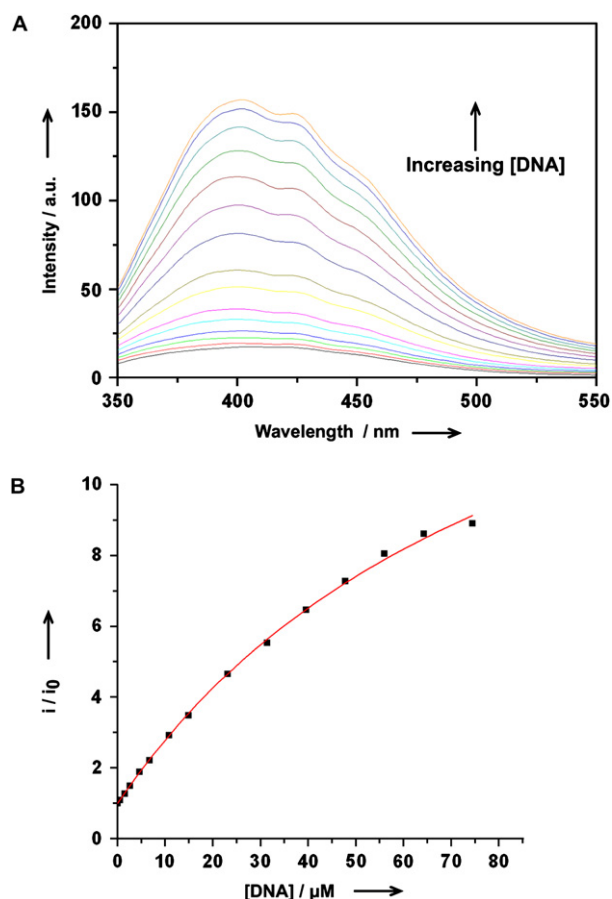 A
200
150
100
50
0
Intensity / a.u.
Increasing [DNA]
350 400 450 500 550
Wavelength / nm
B
10
8
6
4
2
0
i / i0
0 10 20 30 40 50 60 70 80
[DNA] / µM